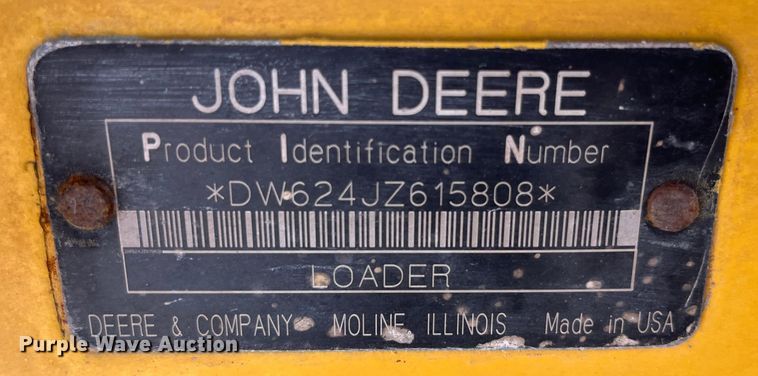 JOHN DEERE
Product Identification Number
*DW624JZ615808*
LOADER
DEERE & COMPANY MOLINE, ILLINOIS Made in USA
Purple Wave Auction